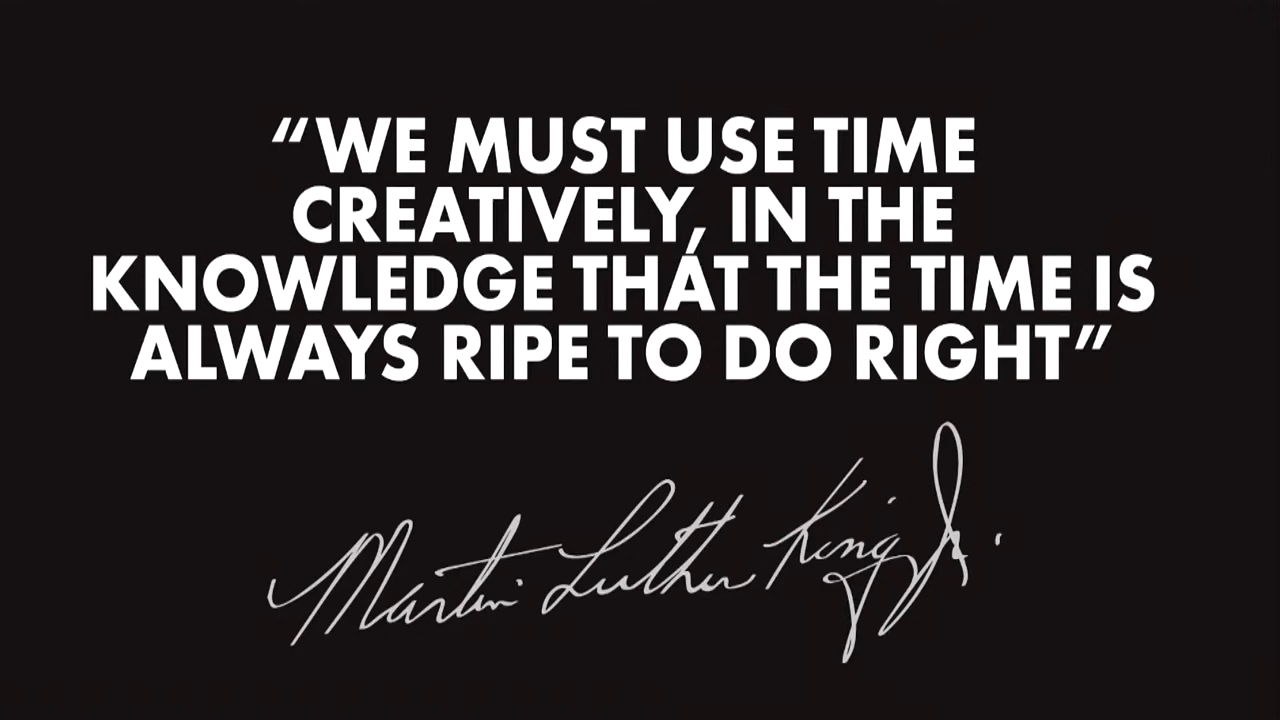 “WE MUST USE TIME
CREATIVELY, IN THE
KNOWLEDGE THAT THE TIME IS
ALWAYS RIPE TO DO RIGHT”
Martin Luther King Jr.